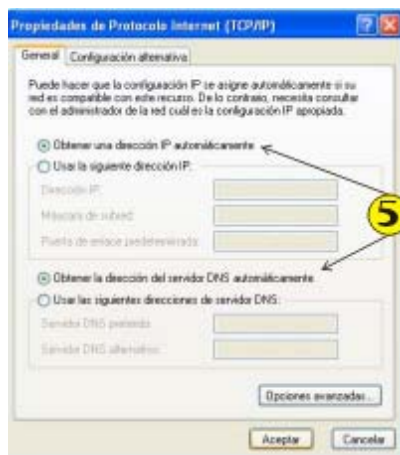 Propiedades de Protocolo Internet (TCP/IP)
General Configuración alternativa
Puede hacer que la configuración IP se asigne automáticamente si su
red es compatible con este recurso. De lo contrario, necesita consultar
con el administrador de la red cuál es la configuración IP apropiada.
Obtener una dirección IP automáticamente
Usar la siguiente dirección IP:
Dirección IP:
Máscara de subred:
Puerta de enlace predeterminada:
5
Obtener la dirección del servidor DNS automáticamente
Usar las siguientes direcciones de servidor DNS:
Servidor DNS preferido:
Servidor DNS alternativo:
Opciones avanzadas...
Aceptar Cancelar